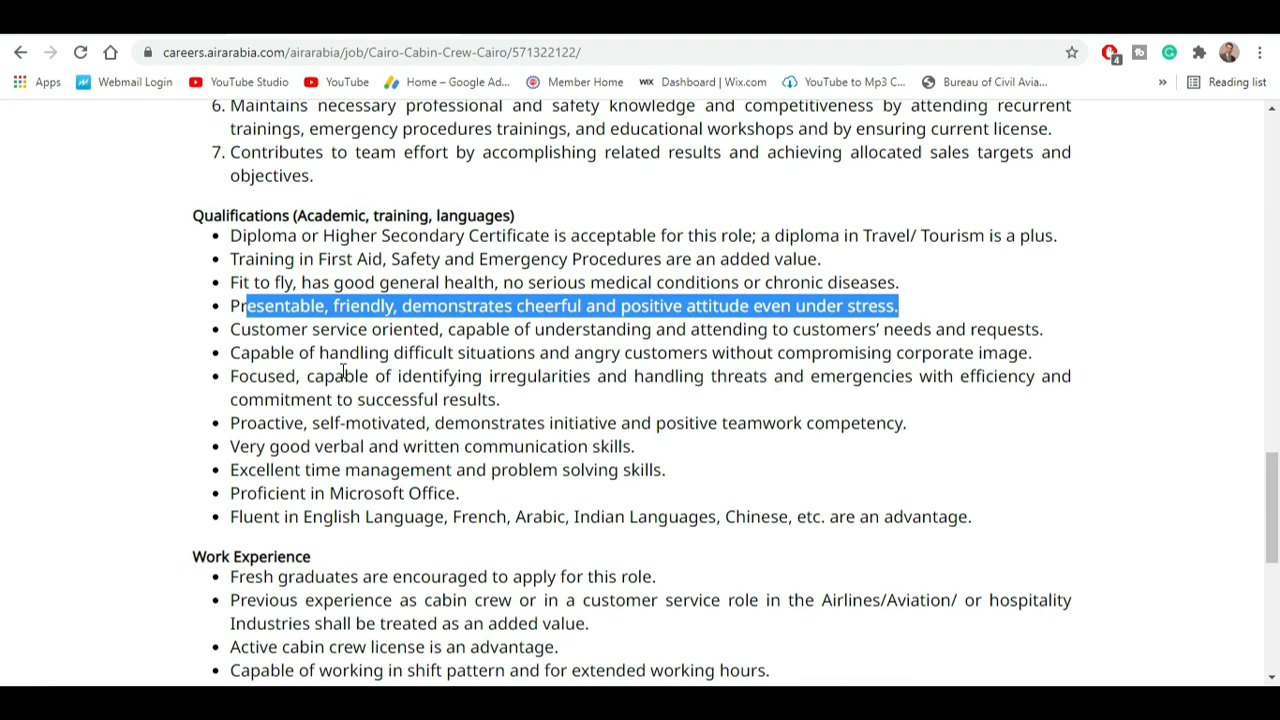 careers.airarabia.com/airarabia/job/Cairo-Cabin-Crew-Cairo/571322122/
4
Apps Webmail Login YouTube Studio YouTube Home – Google Ad... Member Home WIX Dashboard | Wix.com YouTube to Mp3 C... Bureau of Civil Avia... » Reading list
6. Maintains necessary professional and safety knowledge and competitiveness by attending recurrent
trainings, emergency procedures trainings, and educational workshops and by ensuring current license.
7. Contributes to team effort by accomplishing related results and achieving allocated sales targets and
objectives.
Qualifications (Academic, training, languages)
• Diploma or Higher Secondary Certificate is acceptable for this role; a diploma in Travel/ Tourism is a plus.
• Training in First Aid, Safety and Emergency Procedures are an added value.
• Fit to fly, has good general health, no serious medical conditions or chronic diseases.
• Presentable, friendly, demonstrates cheerful and positive attitude even under stress.
• Customer service oriented, capable of understanding and attending to customers’ needs and requests.
• Capable of handling difficult situations and angry customers without compromising corporate image.
• Focused, capable of identifying irregularities and handling threats and emergencies with efficiency and
commitment to successful results.
• Proactive, self-motivated, demonstrates initiative and positive teamwork competency.
• Very good verbal and written communication skills.
• Excellent time management and problem solving skills.
• Proficient in Microsoft Office.
• Fluent in English Language, French, Arabic, Indian Languages, Chinese, etc. are an advantage.
Work Experience
• Fresh graduates are encouraged to apply for this role.
• Previous experience as cabin crew or in a customer service role in the Airlines/Aviation/ or hospitality
Industries shall be treated as an added value.
• Active cabin crew license is an advantage.
• Capable of working in shift pattern and for extended working hours.